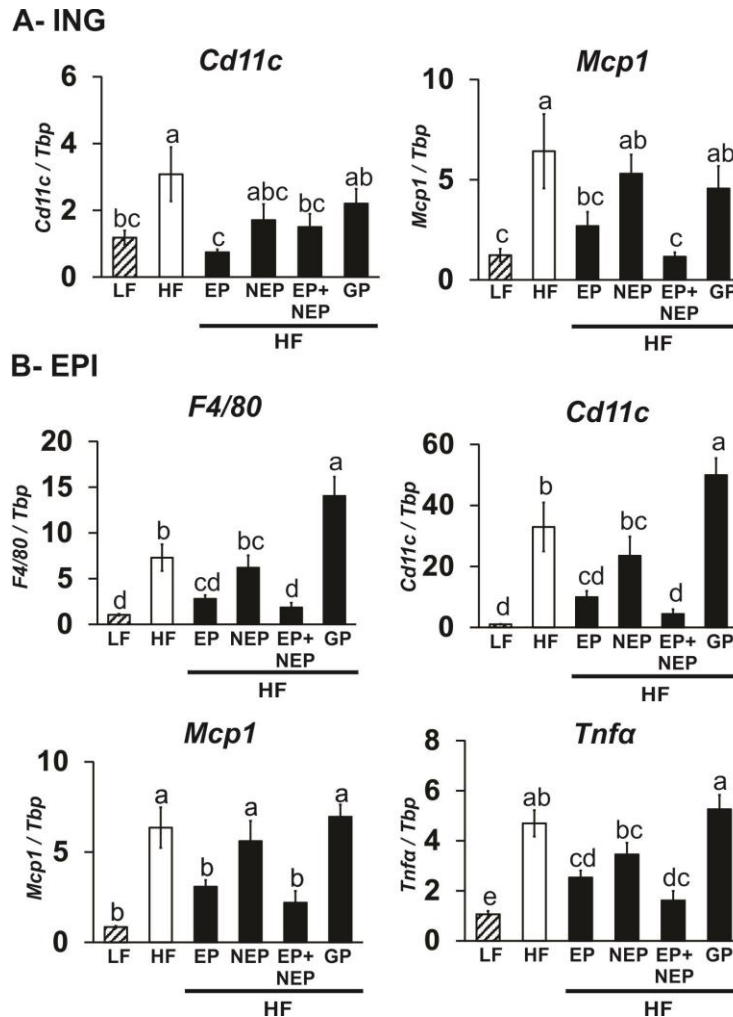 A- ING
Cd11c
Cd11c / Tbp
6
4
2
0
bc
a
c
abc
bc
ab
LF HF EP NEP EP+ GP
NEP
HF
Mcp1
Mcp1 / Tbp
10
5
0
c
a
bc
ab
c
ab
LF HF EP NEP EP+ GP
NEP
HF
B- EPI
F4/80
F4/80 / Tbp
20
15
10
5
0
d
b
cd
bc
d
a
LF HF EP NEP EP+ GP
NEP
HF
Cd11c
Cd11c / Tbp
60
40
20
0
d
b
cd
bc
d
a
LF HF EP NEP EP+ GP
NEP
HF
Mcp1
Mcp1 / Tbp
10
5
0
b
a
b
a
b
a
LF HF EP NEP EP+ GP
NEP
HF
Tnfα
Tnfα / Tbp
8
6
4
2
0
e
ab
cd
bc
dc
a
LF HF EP NEP EP+ GP
NEP
HF